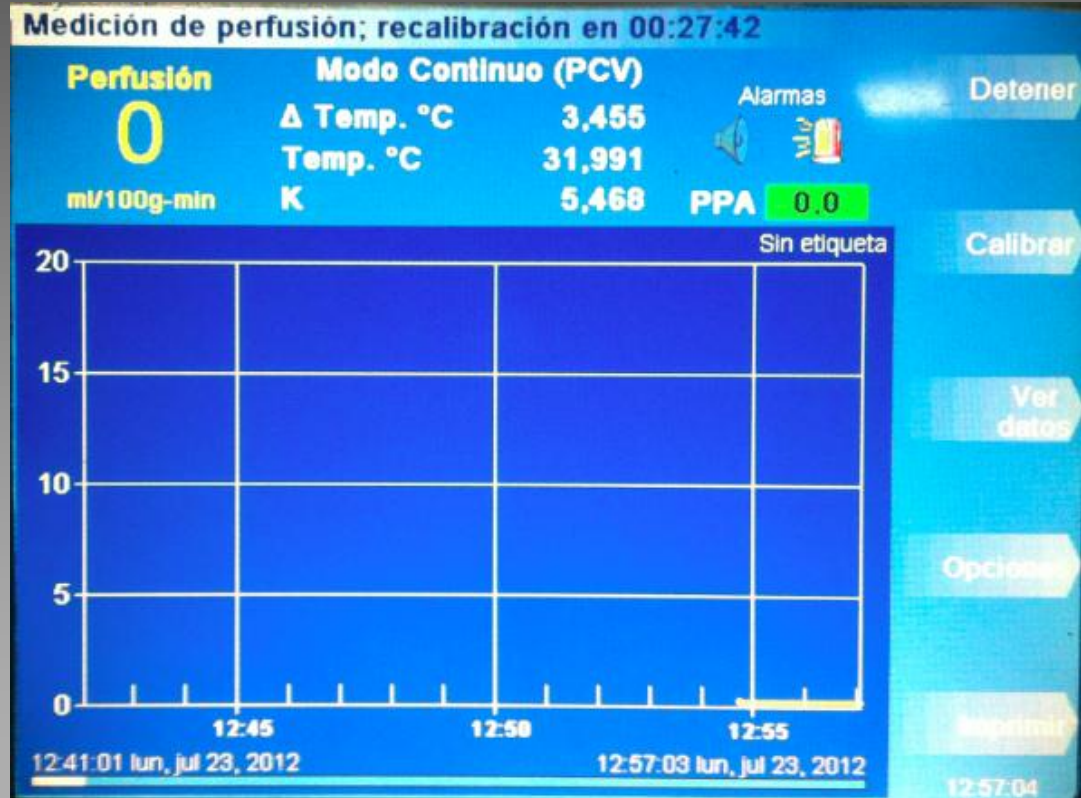 Medición de perfusión; recalibración en 00:27:42
Perfusión
0
ml/100g-min
Modo Continuo (PCV)
Δ Temp. °C 3,455
Temp. °C 31,991
K 5,468
Alarmas
PPA 0.0
Detener
Calibrar
Ver
datos
Opciones
Imprimir
Sin etiqueta
20
15
10
5
0
12:45 12:50 12:55
12:41:01 lun, jul 23, 2012 12:57:03 lun, jul 23, 2012
12:57:04